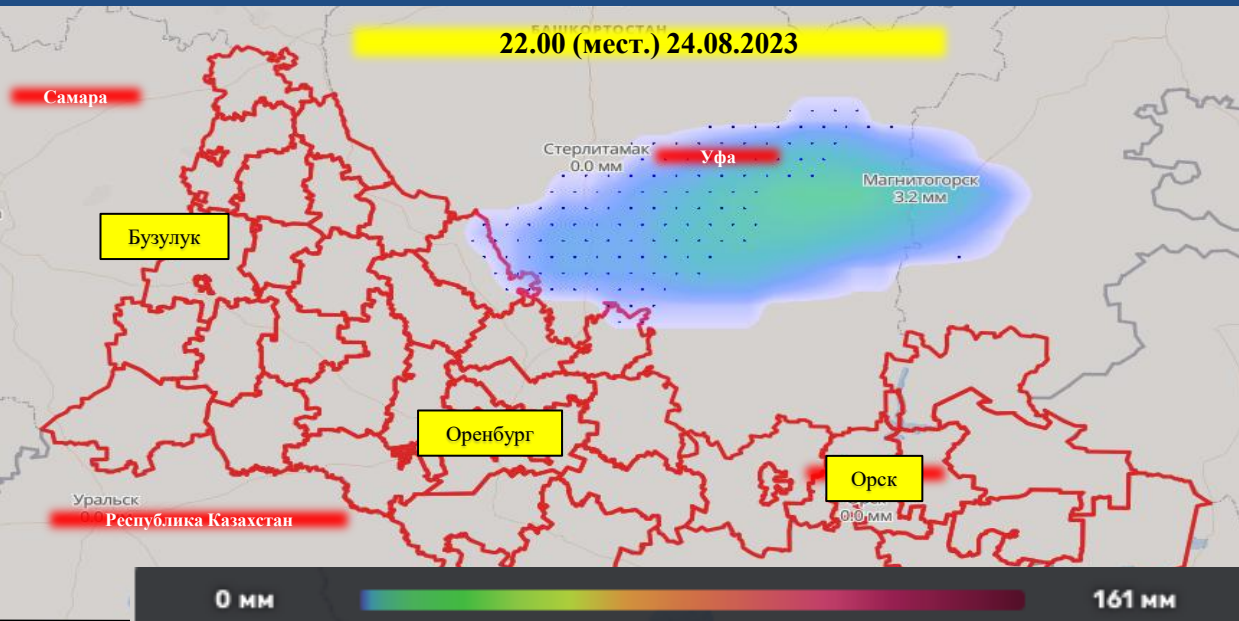 БАШКОРТОСТАН
22.00 (мест.) 24.08.2023
Самара
Стерлитамак
0.0 мм
Уфа
Магнитогорск
3.2 мм
Бузулук
Оренбург
Орск
0.0 мм
Уральск
Республика Казахстан
0 мм
161 мм